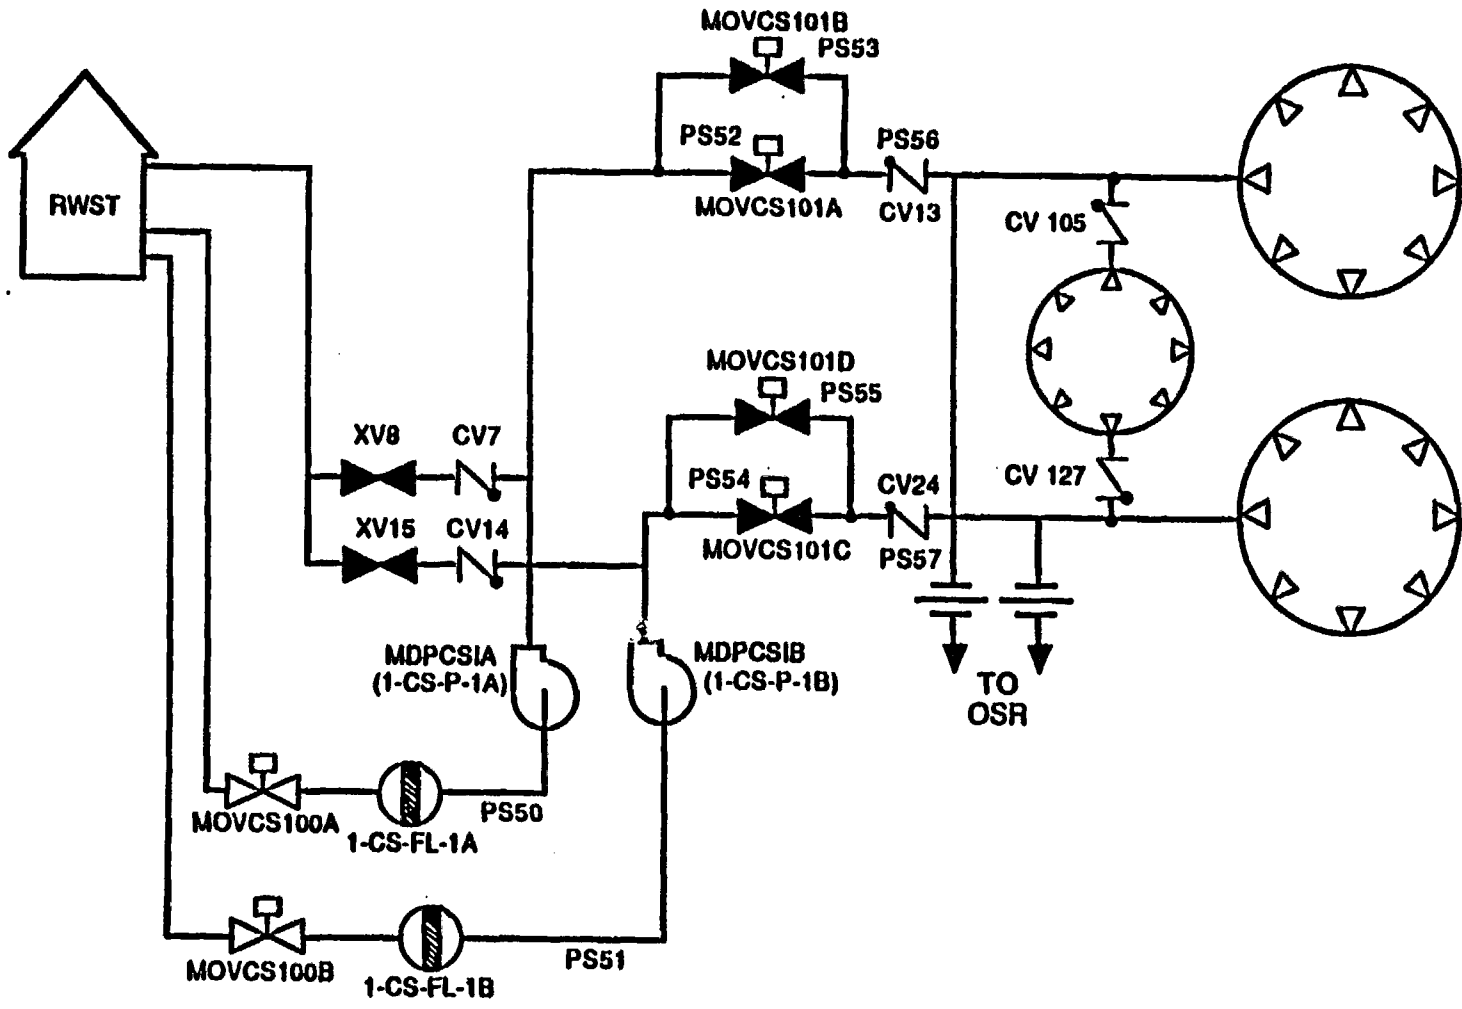 MOVCS101B
PS53
PS52
MOVCS101A
PS56
CV13
RWST
CV 105
MOVCS101D
PS55
PS54
MOVCS101C
CV24
PS57
CV 127
XV8
CV7
XV15
CV14
MDPCSIA
(1-CS-P-1A)
MDPCSIB
(1-CS-P-1B)
TO
OSR
MOVCS100A
1-CS-FL-1A
PS50
MOVCS100B
1-CS-FL-1B
PS51